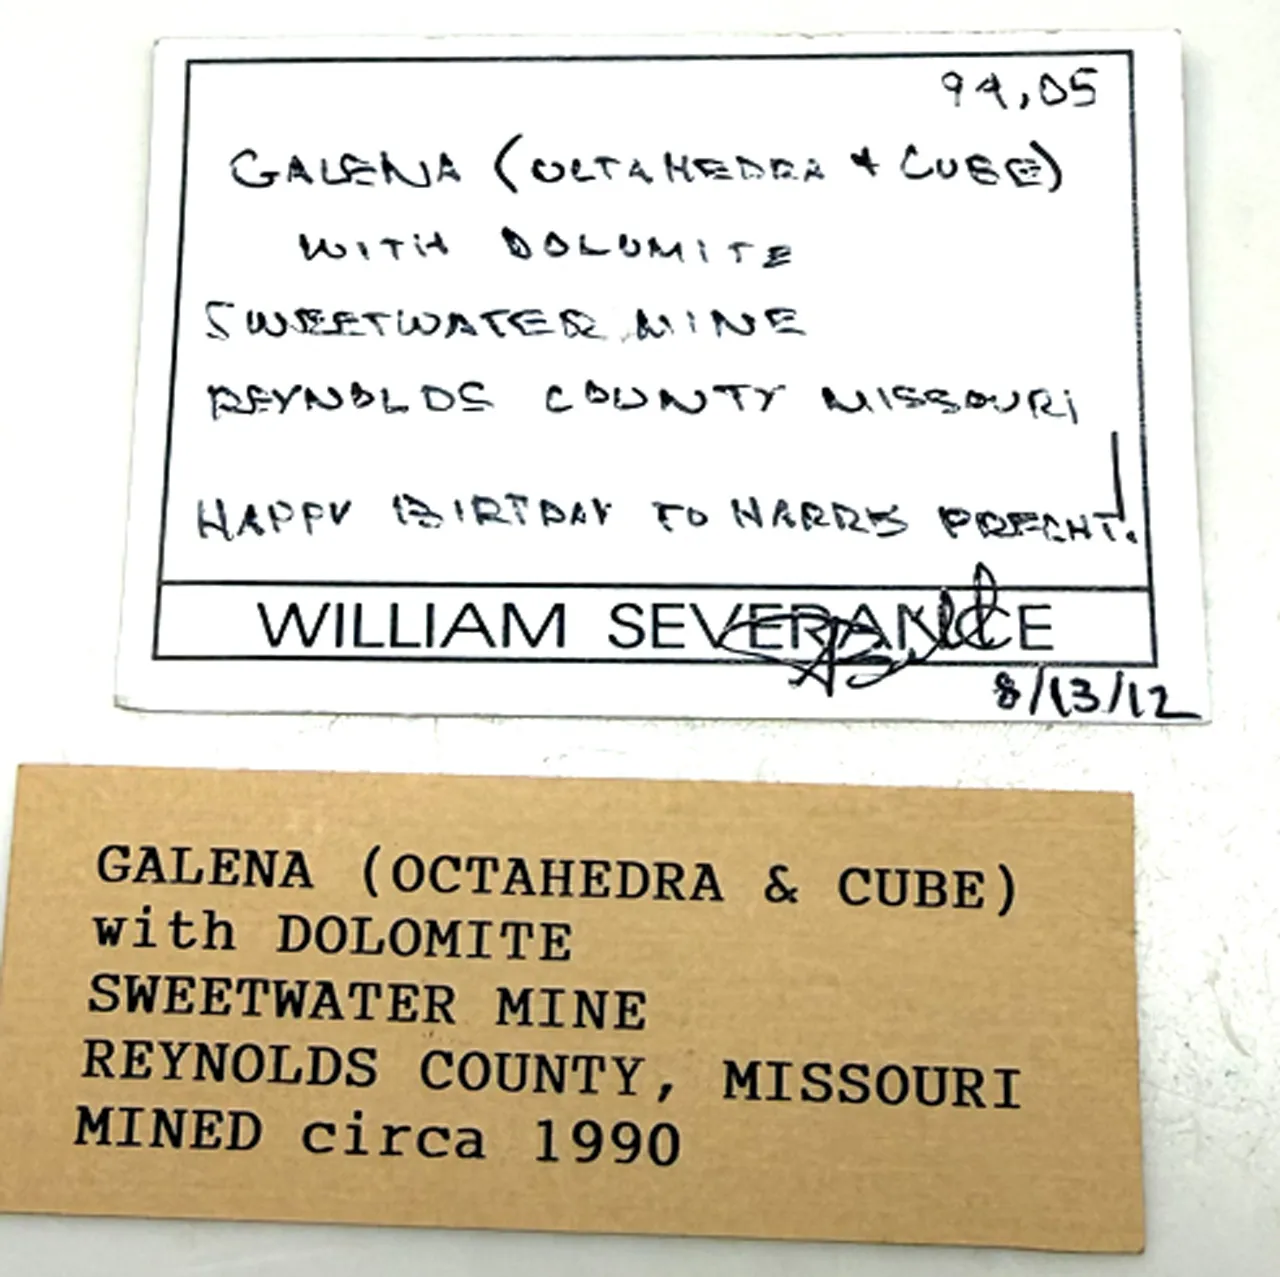 94.05
GALENA (OCTAHEDRA + CUBE)
WITH DOLOMITE
SWEETWATER MINE
REYNOLDS COUNTY MISSOURI
HAPPY BIRTDAY TO HARRY PRECHT!
WILLIAM SEVERANCE
8/13/12
GALENA (OCTAHEDRA & CUBE)
with DOLOMITE
SWEETWATER MINE
REYNOLDS COUNTY, MISSOURI
MINED circa 1990